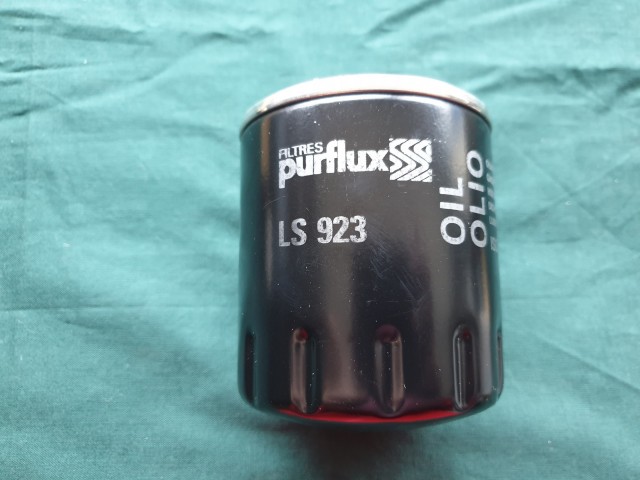 FILTRES
purflux
LS 923
OIL
OLIO